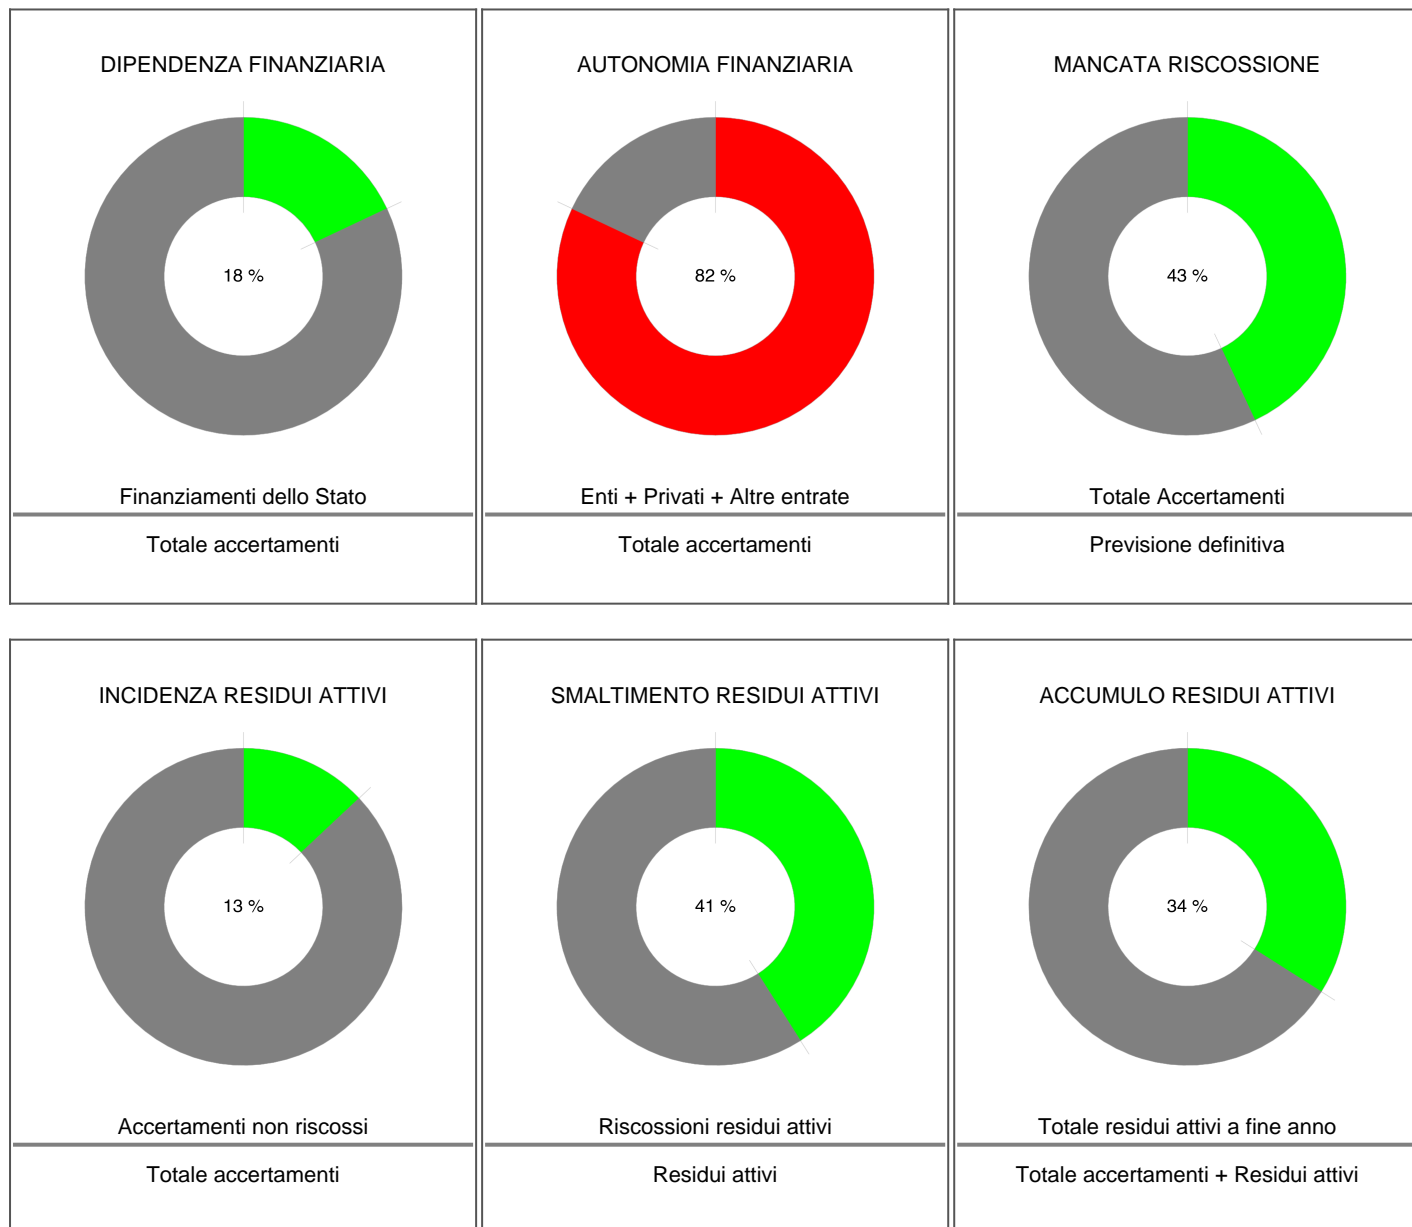 DIPENDENZA FINANZIARIA
18 %
Finanziamenti dello Stato
Totale accertamenti
AUTONOMIA FINANZIARIA
82 %
Enti + Privati + Altre entrate
Totale accertamenti
MANCATA RISCOSSIONE
43 %
Totale Accertamenti
Previsione definitiva
INCIDENZA RESIDUI ATTIVI
13 %
Accertamenti non riscossi
Totale accertamenti
SMALTIMENTO RESIDUI ATTIVI
41 %
Riscossioni residui attivi
Residui attivi
ACCUMULO RESIDUI ATTIVI
34 %
Totale residui attivi a fine anno
Totale accertamenti + Residui attivi